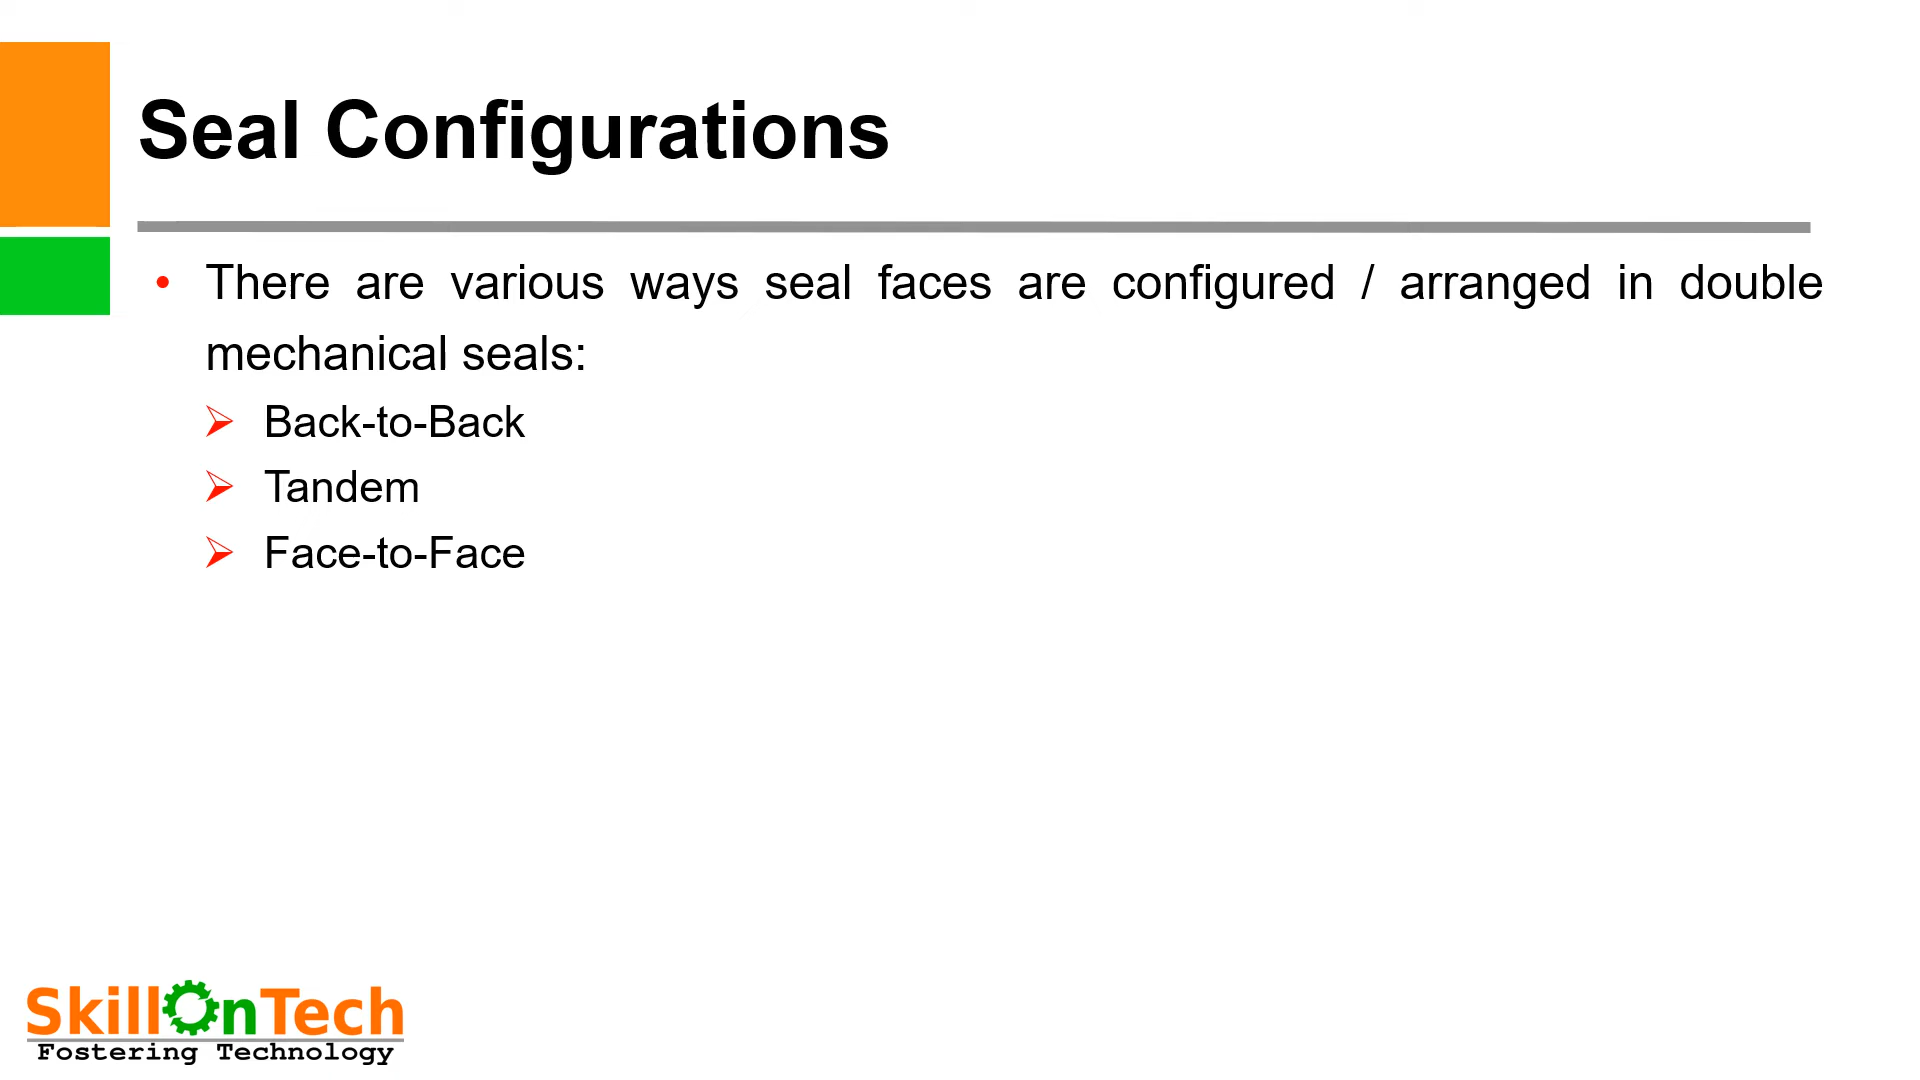 Seal Configurations
• There are various ways seal faces are configured / arranged in double
mechanical seals:
➢ Back-to-Back
➢ Tandem
➢ Face-to-Face
SkillOnTech
Fostering Technology